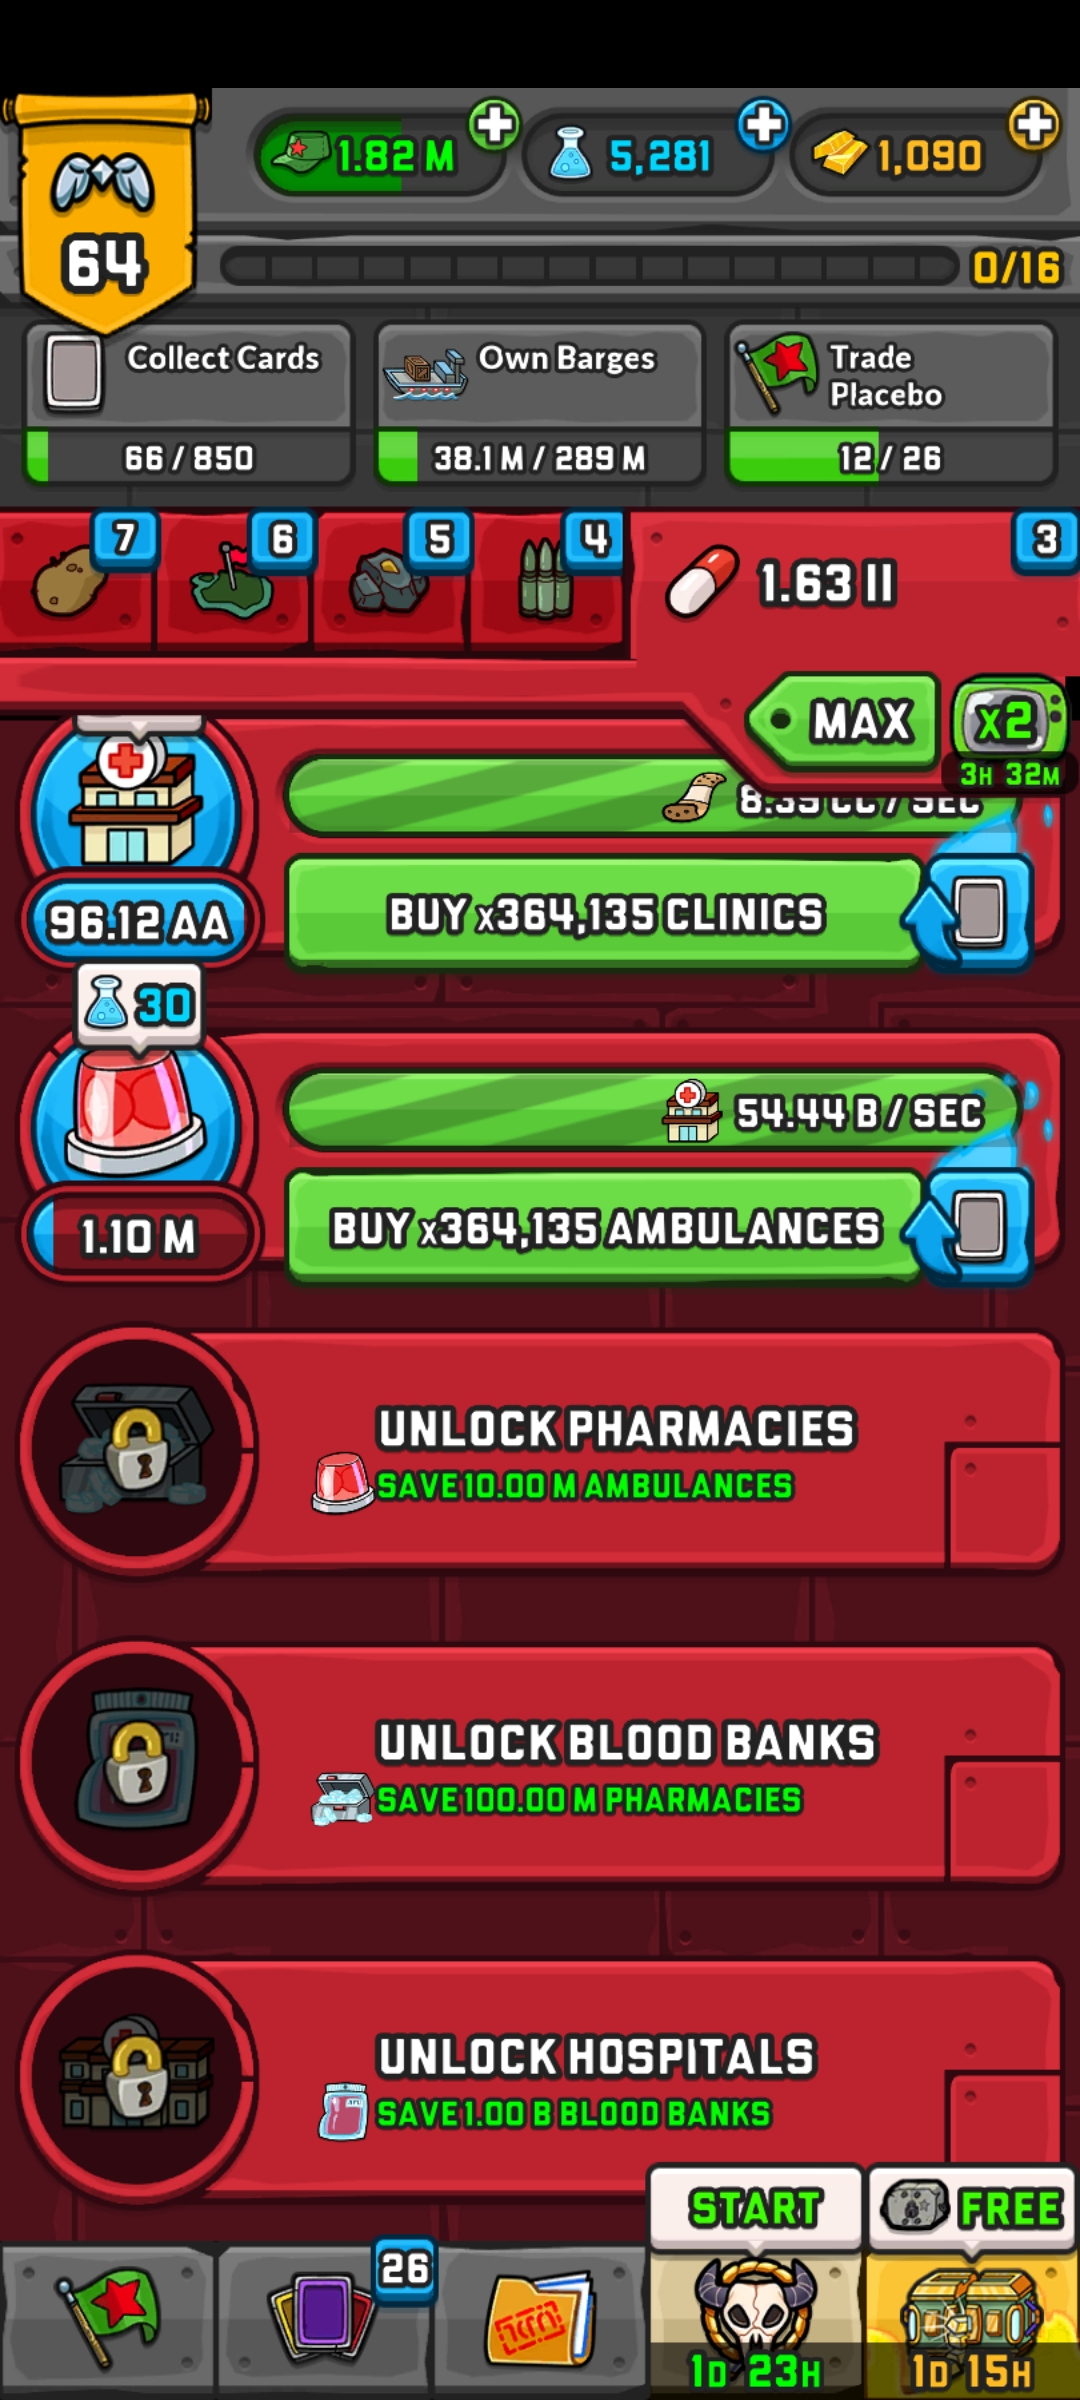 1.82 M
5,281
1,090
64
0/16
Collect Cards
66 / 850
Own Barges
38.1 M / 289 M
Trade
Placebo
12 / 26
7
6
5
4
3
1.63 II
MAX
x2
3H 32M
8.35 CC / SEC
96.12 AA
BUY x364,135 CLINICS
30
54.44 B / SEC
1.10 M
BUY x364,135 AMBULANCES
UNLOCK PHARMACIES
SAVE 10.00 M AMBULANCES
UNLOCK BLOOD BANKS
SAVE 100.00 M PHARMACIES
UNLOCK HOSPITALS
SAVE 1.00 B BLOOD BANKS
START
FREE
26
1D 23H
1D 15H